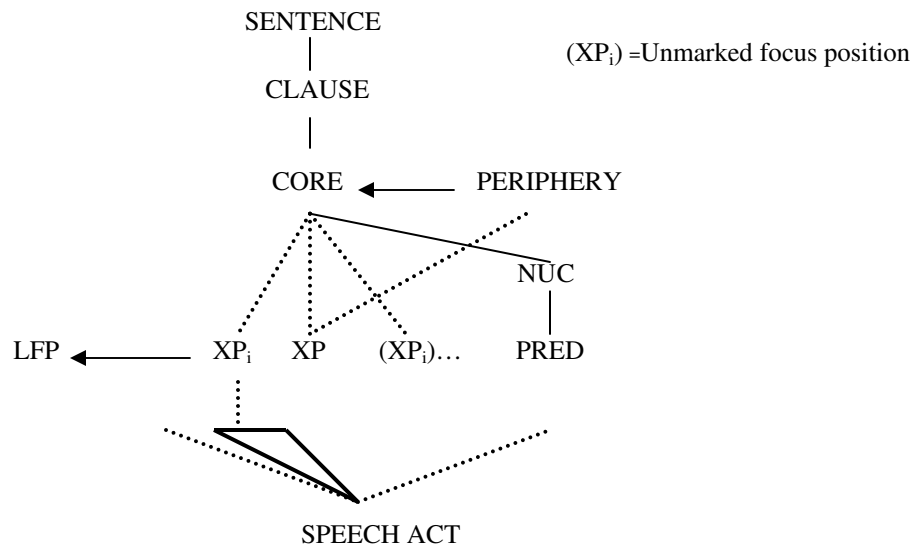 SENTENCE
(XPi) =Unmarked focus position
CLAUSE
CORE
PERIPHERY
NUC
LFP
XPi
XP
(XPi)…
PRED
SPEECH ACT